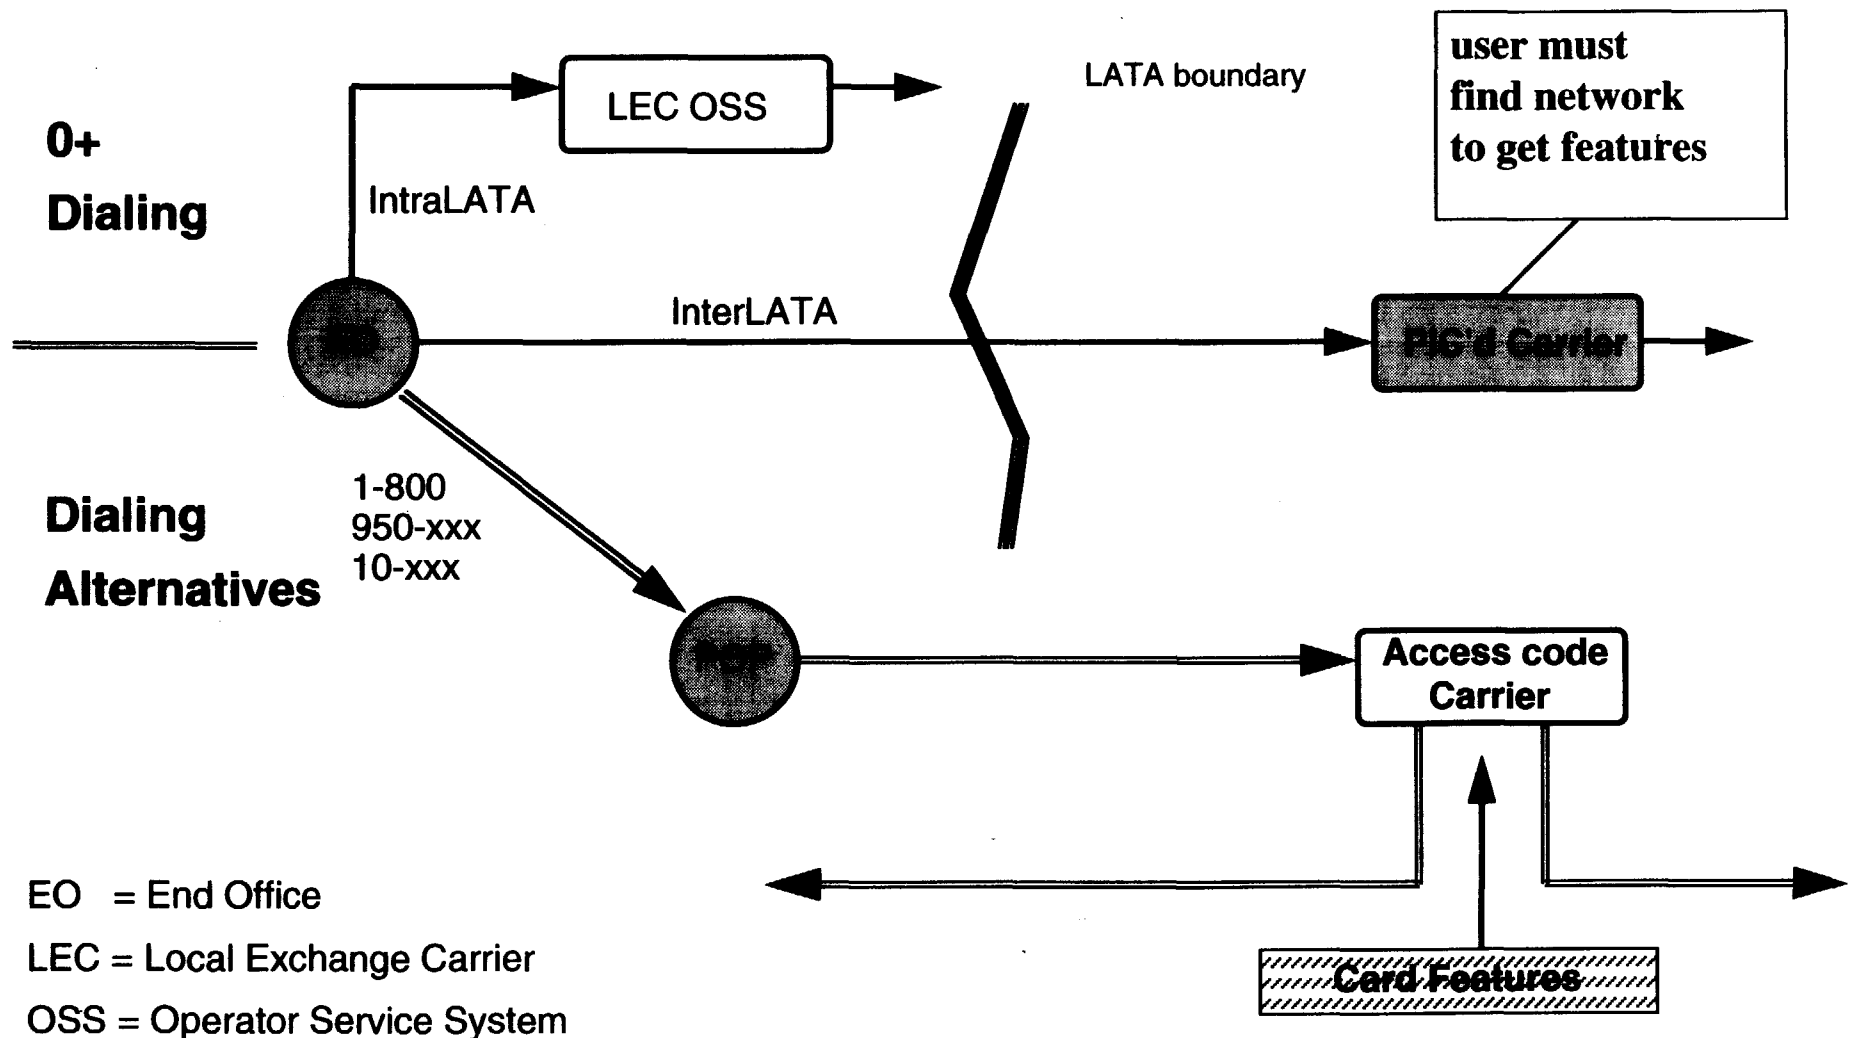 0+
Dialing
LEC OSS
IntraLATA
LATA boundary
user must
find network
to get features
InterLATA
PIC'd Carrier
Dialing
Alternatives
1-800
950-xxx
10-xxx
POP
Access code
Carrier
Card Features
EO = End Office
LEC = Local Exchange Carrier
OSS = Operator Service System